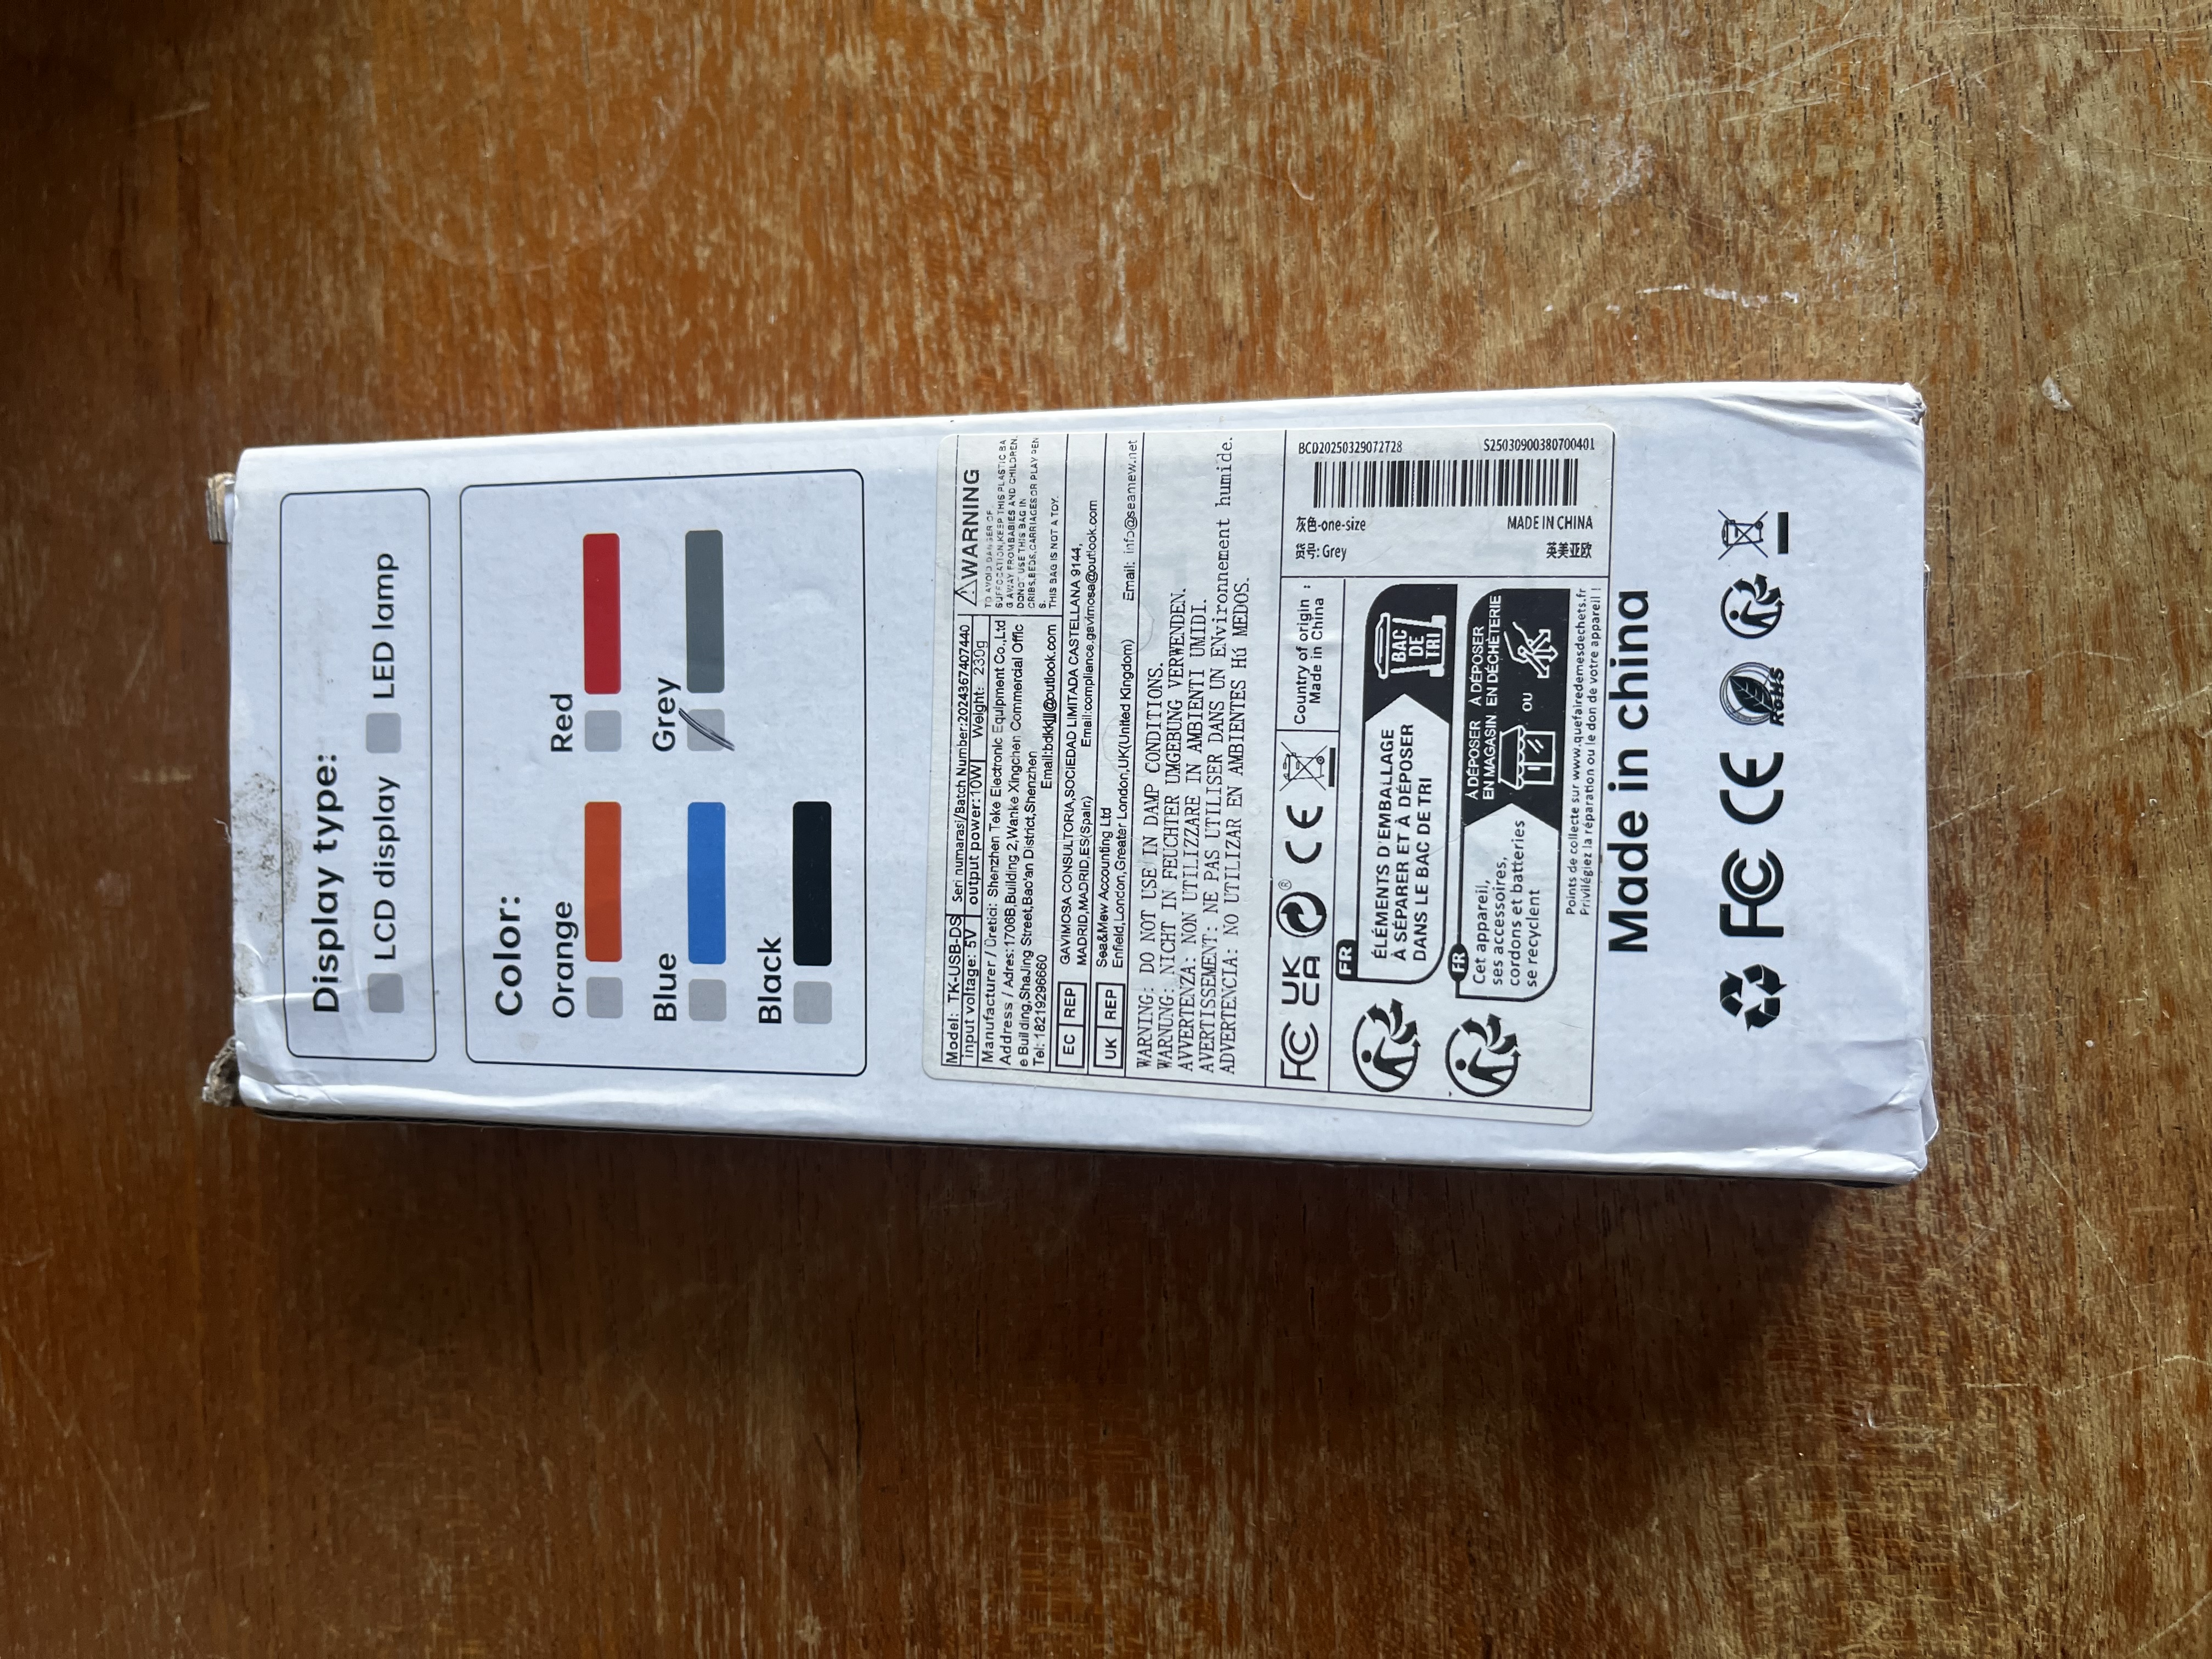 Display type:
LCD display LED lamp
Color:
Orange Red
Blue Grey
Black
Model: TK-USB-DS Seri numarasi/Batch Number:2024367407440
input voltage: 5V output power:10W Weight: 230g
Manufacturer / Üretici: Shenzhen Teke Electronic Equipment Co.,Ltd
Address / Adres:1706B,Building 2,Wanke Xingchen Commercial Offic
e Building,ShaJing Street,Bao'an District,Shenzhen
Tel: 18219296660
⚠WARNING
TO AVOID DANGER OF
SUFFOCATION,KEEP THIS PLASTIC BA
G AWAY FROM BABIES AND CHILDREN.
DONOT USE THIS BAG IN
CRIBS,BEDS,CARRIAGES OR PLAY PEN
S.
THIS BAG IS NOT A TOY.
EC REP GAVIMOSA CONSULTORIA,SOCIEDAD LIMITADA CASTELLANA 9144,
MADRID,MADRID,ES(Spain) Email:compliance.gavimosa@outlook.com
UK REP Sea&Mew Accounting Ltd
Enfield,London,Greater London,UK(United Kingdom) Email: info@seamew.net
WARNING: DO NOT USE IN DAMP CONDITIONS.
WARNUNG: NICHT IN FEUCHTER UMGEBUNG VERWENDEN.
AVVERTENZA: NON UTILIZZARE IN AMBIENTI UMIDI.
AVERTISSEMENT: NE PAS UTILISER DANS UN ENvironnement humide.
ADVERTENCIA: NO UTILIZAR EN AMBIENTES Hú MEDOS.
FC UK CA ® CE
Country of origin :
Made in China
BCD20250329072728 S25030900380700401
灰色-one-size MADE IN CHINA
货号: Grey 英美亚欧
FR
ÉLÉMENTS D'EMBALLAGE
À SÉPARER ET À DÉPOSER
DANS LE BAC DE TRI
BAC
DE
TRI
FR
Cet appareil,
ses accessoires,
cordons et batteries
se recyclent
À DÉPOSER
EN MAGASIN
OU
À DÉPOSER
EN DÉCHÈTERIE
Points de collecte sur www.quefairedemesdechets.fr
Privilégiez la réparation ou le don de votre appareil !
Made in china
FC CE RoHS